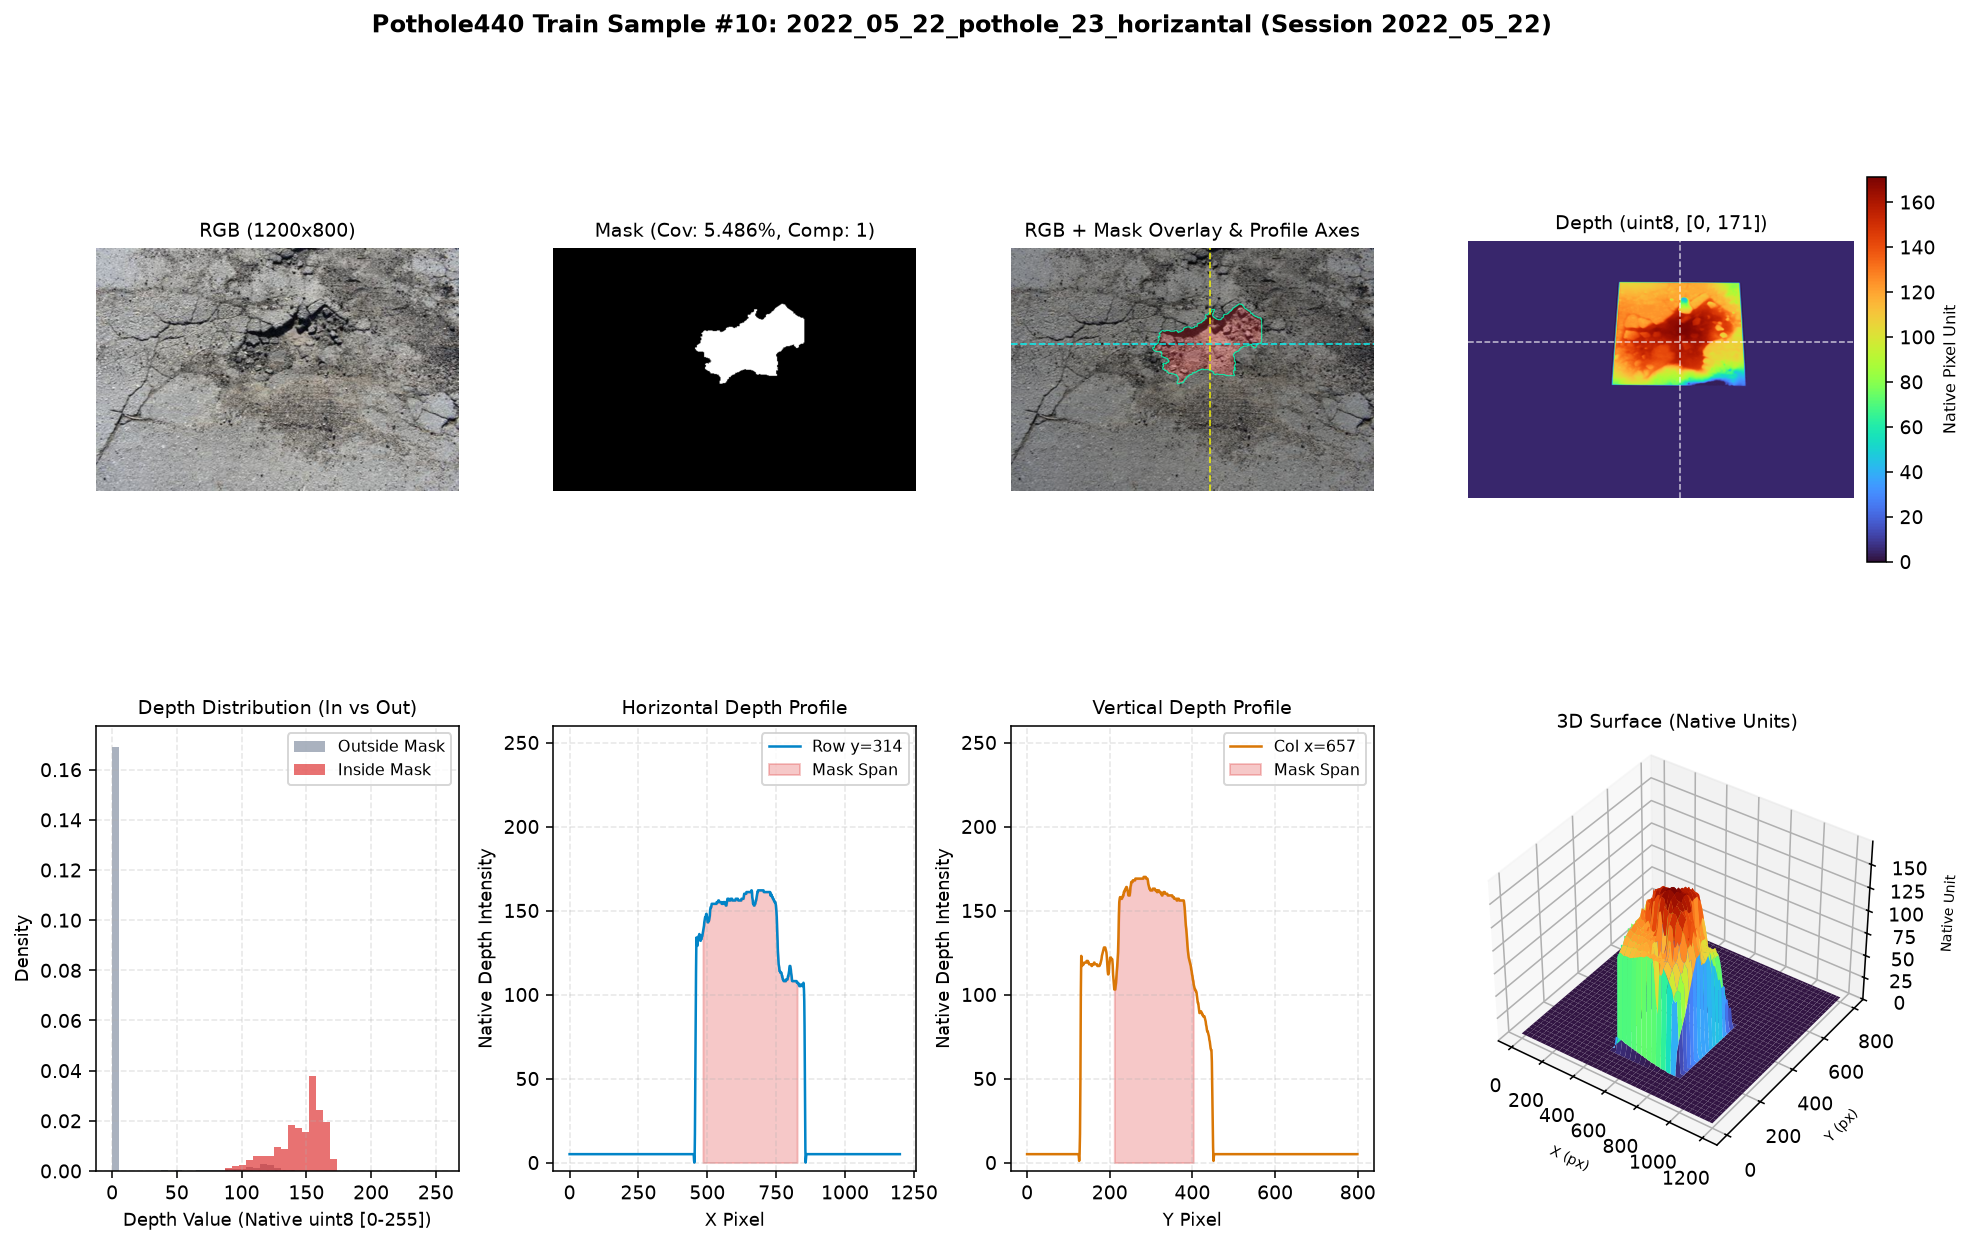 Pothole440 Train Sample #10: 2022_05_22_pothole_23_horizantal (Session 2022_05_22)
RGB (1200x800)
Mask (Cov: 5.486%, Comp: 1)
RGB + Mask Overlay & Profile Axes
Depth (uint8, [0, 171])
160
140
120
100
80
60
40
20
0
Native Pixel Unit
Depth Distribution (In vs Out)
Outside Mask
Inside Mask
0.16
0.14
0.12
0.10
0.08
0.06
0.04
0.02
0.00
Density
0 50 100 150 200 250
Depth Value (Native uint8 [0-255])
Horizontal Depth Profile
Row y=314
Mask Span
250
200
150
100
50
0
Native Depth Intensity
0 250 500 750 1000 1250
X Pixel
Vertical Depth Profile
Col x=657
Mask Span
250
200
150
100
50
0
Native Depth Intensity
0 200 400 600 800
Y Pixel
3D Surface (Native Units)
150
125
100
75
50
25
0
Native Unit
0 200 400 600 800 1000 1200
X (px)
0 200 400 600 800
Y (px)